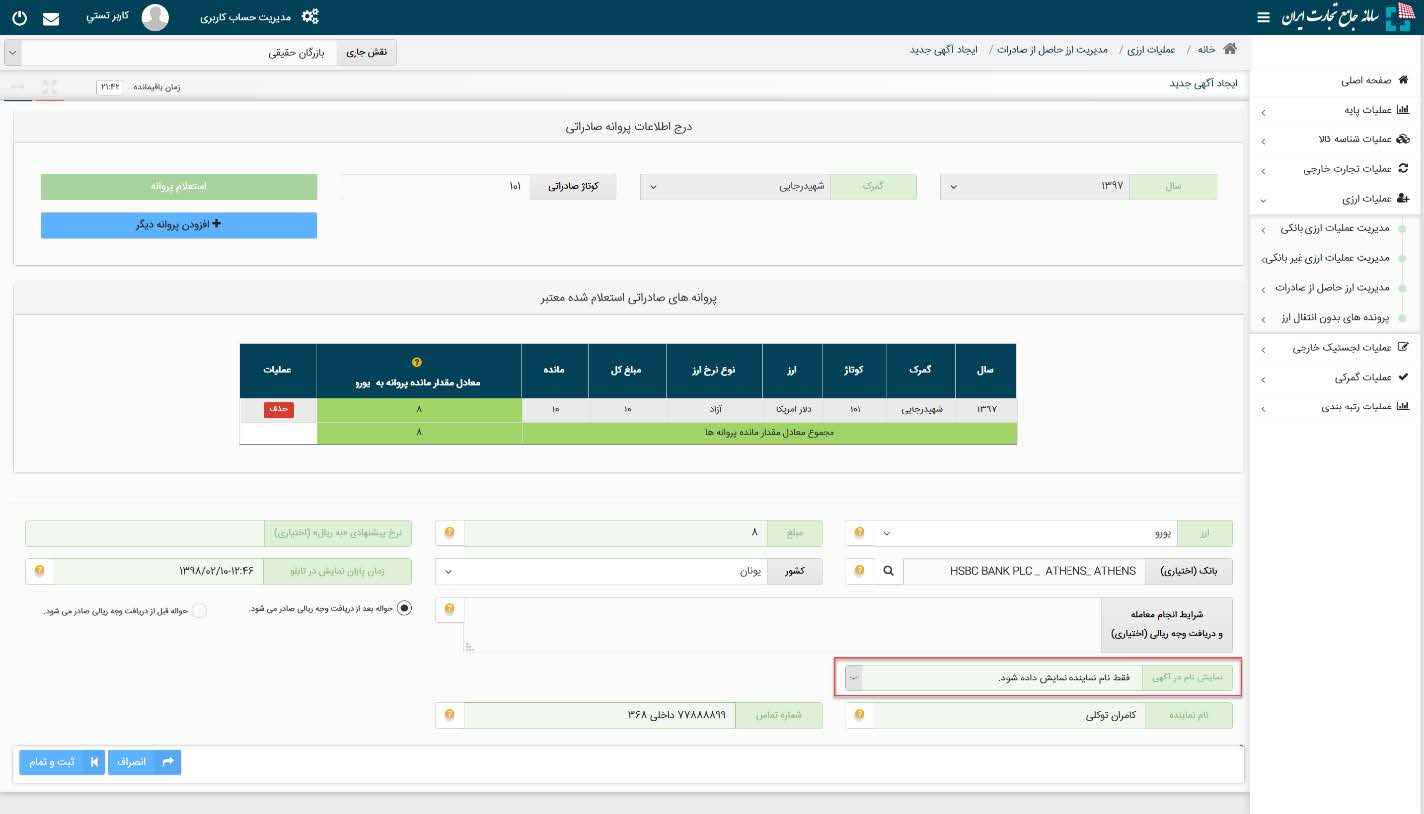 سامانه جامع تجارت ایران
مدیریت حساب کاربری
کاربر تستي
خانه / عملیات ارزی / مدیریت ارز حاصل از صادرات / ایجاد آگهی جدید
نقش جاری
بازرگان حقیقی
ایجاد آگهی جدید
زمان باقیمانده
۲۱:۴۲
صفحه اصلی
عملیات پایه
عملیات شناسه کالا
عملیات تجارت خارجی
عملیات ارزی
مدیریت عملیات ارزی بانکی
مدیریت عملیات ارزی غیر بانکی
مدیریت ارز حاصل از صادرات
پرونده های بدون انتقال ارز
عملیات لجستیک خارجی
عملیات گمرکی
عملیات رتبه بندی
درج اطلاعات پروانه صادراتی
سال ۱۳۹۷ گمرک شهیدرجایی کوتاژ صادراتی ۱۰۱ استعلام پروانه
افزودن پروانه دیگر
پروانه های صادراتی استعلام شده معتبر
سال گمرک کوتاژ ارز نوع نرخ ارز مبلغ کل مانده معادل مقدار مانده پروانه به یورو عملیات
۱۳۹۷ شهیدرجایی ۱۰۱ دلار امریکا آزاد ۱۰ ۱۰ ۸ حذف
مجموع معادل مقدار مانده پروانه ها ۸
ارز یورو مبلغ ۸ نرخ پیشنهادی «به ریال» (اختیاری)
بانک (اختیاری) HSBC BANK PLC _ ATHENS_ ATHENS کشور یونان زمان پایان نمایش در تابلو ۱۳۹۸/۰۲/۱۰-۱۲:۴۶
شرایط انجام معامله
و دریافت وجه ریالی (اختیاری)
حواله بعد از دریافت وجه ریالی صادر می شود. حواله قبل از دریافت وجه ریالی صادر می شود.
نمایش نام در آگهی فقط نام نماینده نمایش داده شود.
نام نماینده کامران توکلی شماره تماس ۷۷۸۸۸۸۹۹ داخلی ۳۶۸
انصراف ثبت و تمام